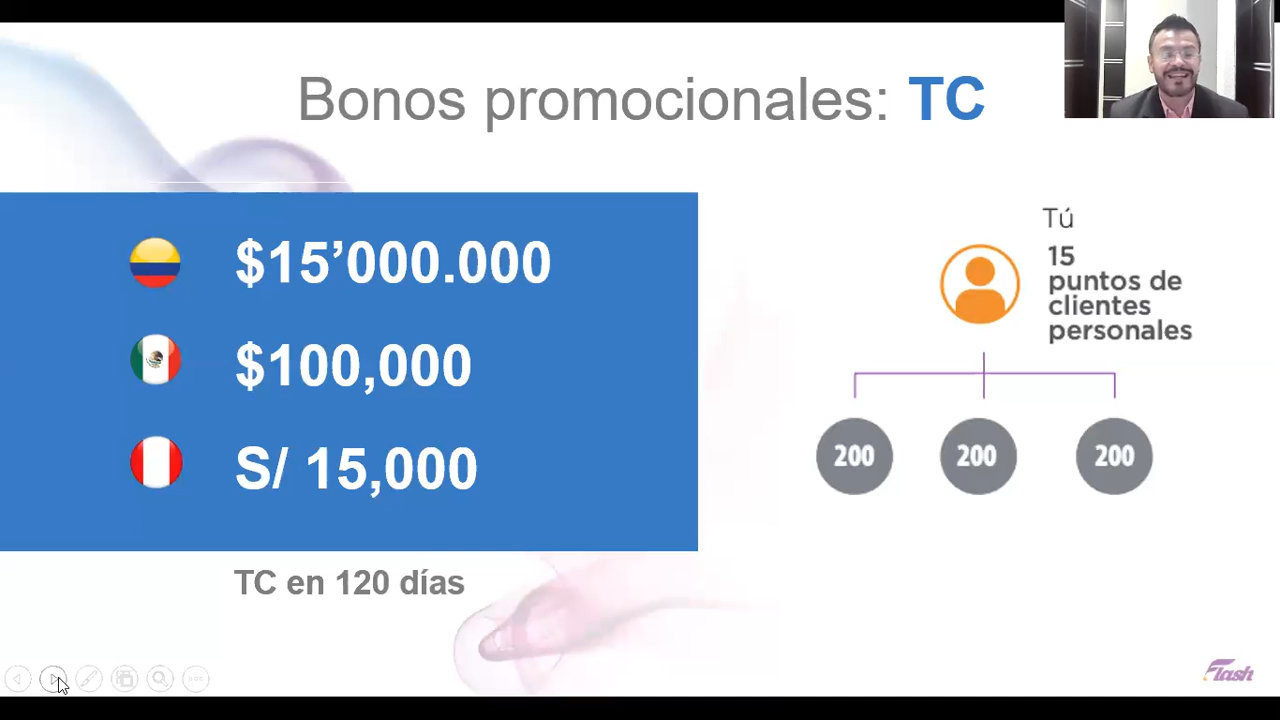 Bonos promocionales: TC
$15’000.000
$100,000
S/ 15,000
TC en 120 días
Tú
15
puntos de
clientes
personales
200 200 200
Flash